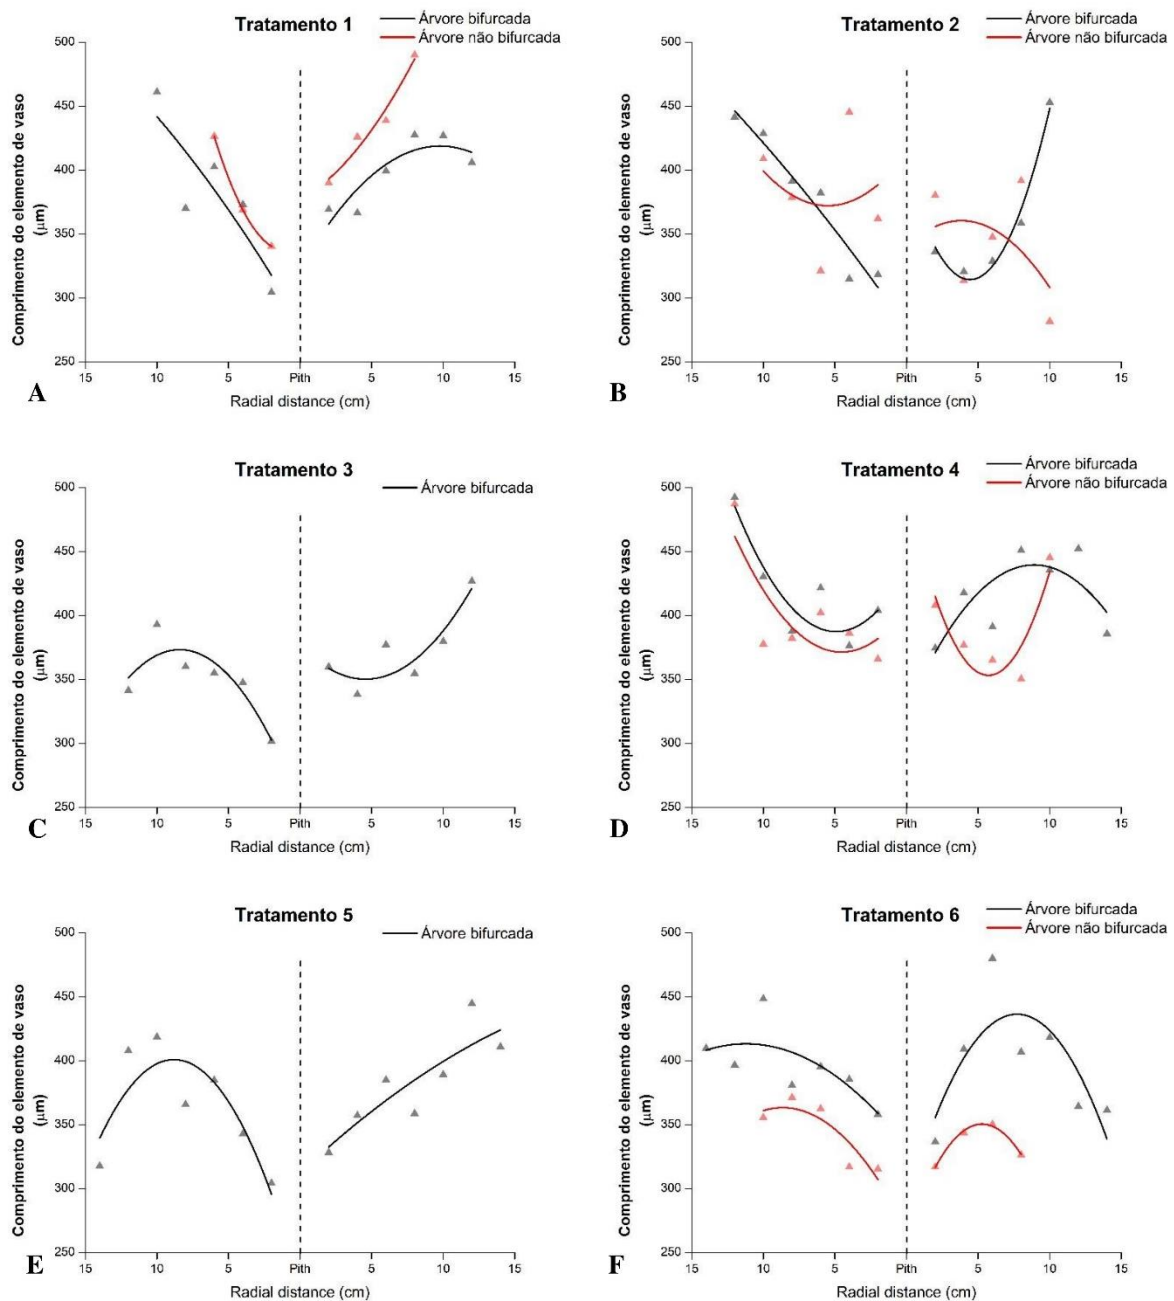 Tratamento 1
Árvore bifurcada
Árvore não bifurcada
Comprimento do elemento de vaso
(µm)
500
450
400
350
300
250
15 10 5 Pith 5 10 15
Radial distance (cm)
A
Tratamento 2
Árvore bifurcada
Árvore não bifurcada
Comprimento do elemento de vaso
(µm)
500
450
400
350
300
250
15 10 5 Pith 5 10 15
Radial distance (cm)
B
Tratamento 3
Árvore bifurcada
Comprimento do elemento de vaso
(µm)
500
450
400
350
300
250
15 10 5 Pith 5 10 15
Radial distance (cm)
C
Tratamento 4
Árvore bifurcada
Árvore não bifurcada
Comprimento do elemento de vaso
(µm)
500
450
400
350
300
250
15 10 5 Pith 5 10 15
Radial distance (cm)
D
Tratamento 5
Árvore bifurcada
Comprimento do elemento de vaso
(µm)
500
450
400
350
300
250
15 10 5 Pith 5 10 15
Radial distance (cm)
E
Tratamento 6
Árvore bifurcada
Árvore não bifurcada
Comprimento do elemento de vaso
(µm)
500
450
400
350
300
250
15 10 5 Pith 5 10 15
Radial distance (cm)
F